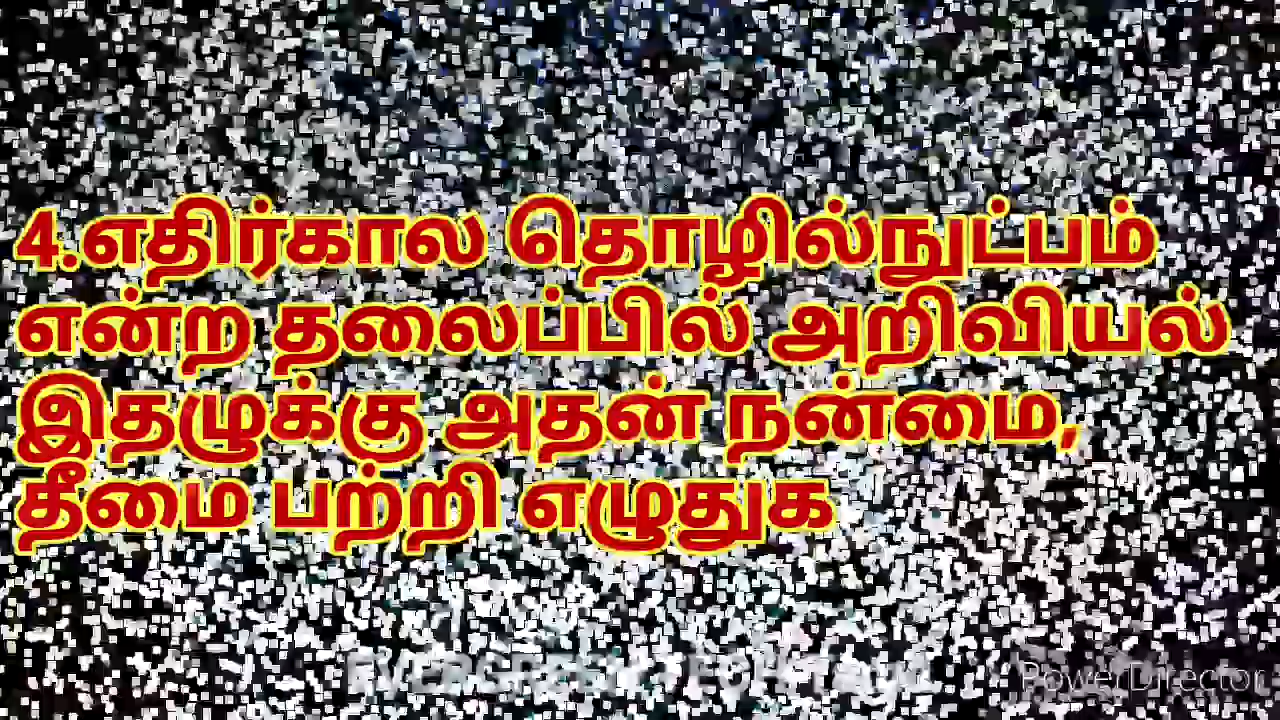 4.எதிர்கால தொழில்நுட்பம்
என்ற தலைப்பில் அறிவியல்
இதழுக்கு அதன் நன்மை,
தீமை பற்றி எழுதுக
PowerDirector